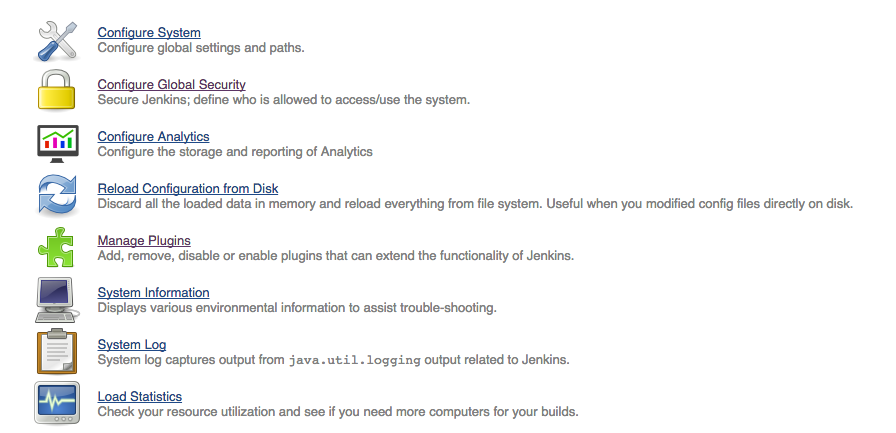 Configure System
Configure global settings and paths.
Configure Global Security
Secure Jenkins; define who is allowed to access/use the system.
Configure Analytics
Configure the storage and reporting of Analytics
Reload Configuration from Disk
Discard all the loaded data in memory and reload everything from file system. Useful when you modified config files directly on disk.
Manage Plugins
Add, remove, disable or enable plugins that can extend the functionality of Jenkins.
System Information
Displays various environmental information to assist trouble-shooting.
System Log
System log captures output from java.util.logging output related to Jenkins.
Load Statistics
Check your resource utilization and see if you need more computers for your builds.